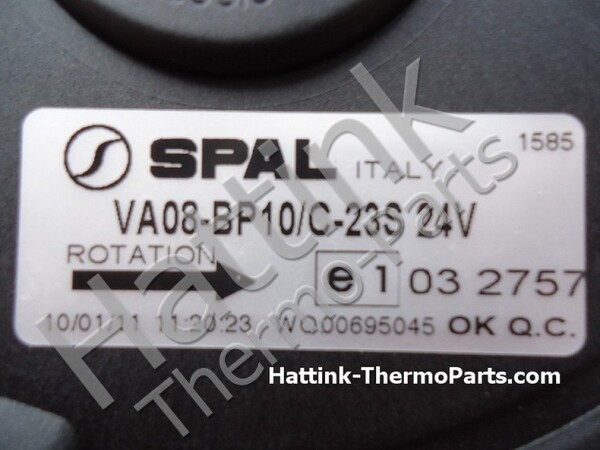 SPAL ITALY 1585
VA08-BP10/C-23S 24V
ROTATION
e1 03 2757
10/01/11 11:20:23 WO00695045 OK Q.C.
Hattink
Thermo-Parts
Hattink-ThermoParts.com